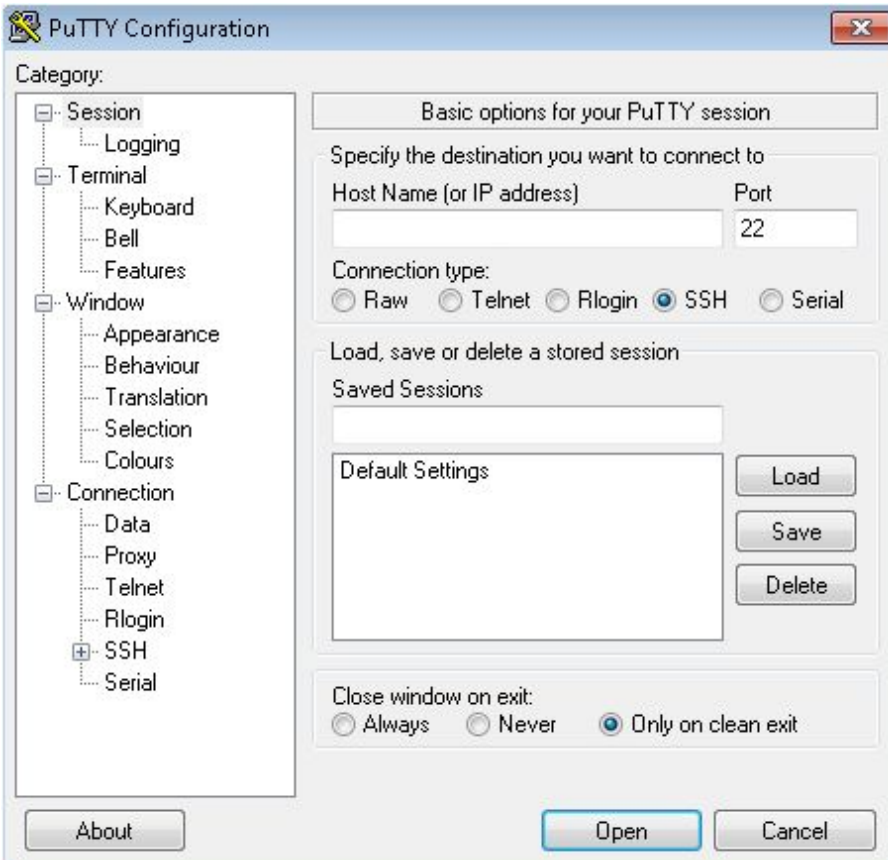 PuTTY Configuration
Category:
Session
Logging
Terminal
Keyboard
Bell
Features
Window
Appearance
Behaviour
Translation
Selection
Colours
Connection
Data
Proxy
Telnet
Rlogin
SSH
Serial
Basic options for your PuTTY session
Specify the destination you want to connect to
Host Name (or IP address) Port
22
Connection type:
Raw Telnet Rlogin SSH Serial
Load, save or delete a stored session
Saved Sessions
Default Settings
Load
Save
Delete
Close window on exit:
Always Never Only on clean exit
About Open Cancel